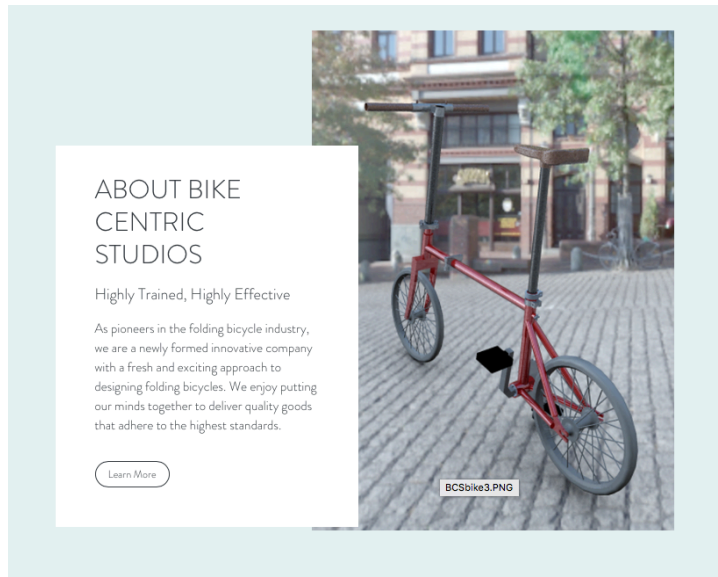 ABOUT BIKE
CENTRIC
STUDIOS
Highly Trained, Highly Effective
As pioneers in the folding bicycle industry,
we are a newly formed innovative company
with a fresh and exciting approach to
designing folding bicycles. We enjoy putting
our minds together to deliver quality goods
that adhere to the highest standards.
Learn More
BCSbike3.PNG